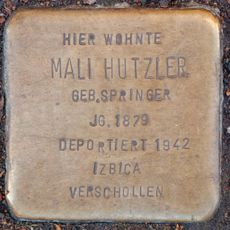 HIER WOHNTE
MALI HUTZLER
GEB. SPRINGER
JG. 1879
DEPORTIERT 1942
IZBICA
VERSCHOLLEN